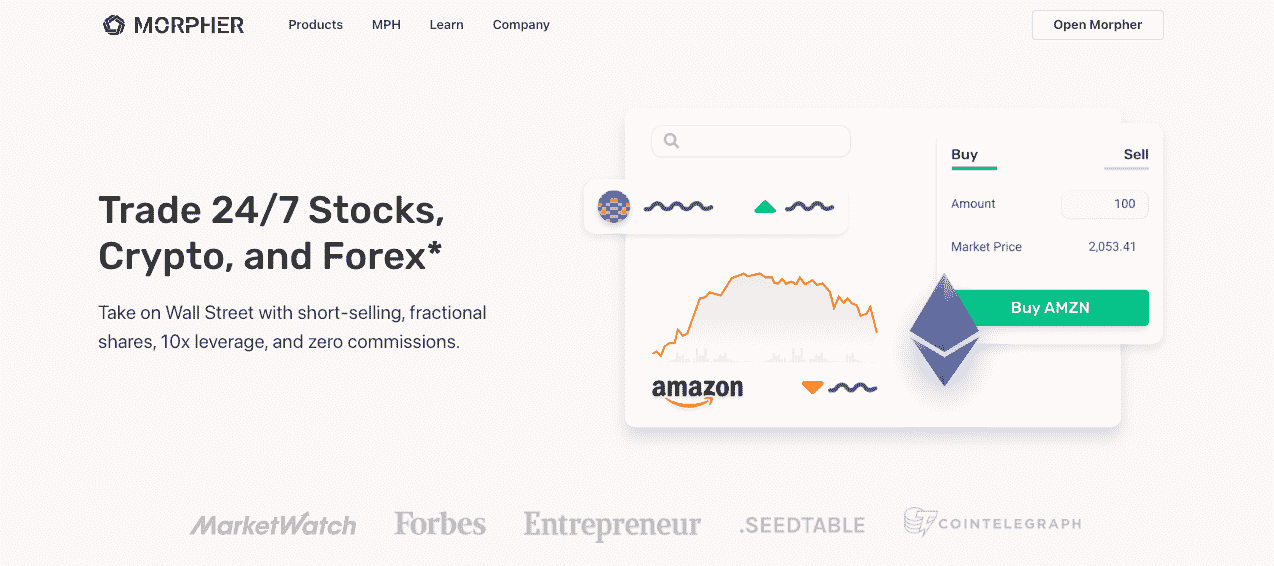 MORPHER
Products
MPH
Learn
Company
Open Morpher
Trade 24/7 Stocks,
Crypto, and Forex*
Take on Wall Street with short-selling, fractional
shares, 10x leverage, and zero commissions.
Buy
Sell
Amount
100
Market Price
2,053.41
Buy AMZN
amazon
MarketWatch
Forbes
Entrepreneur
.SEEDTABLE
COINTELEGRAPH